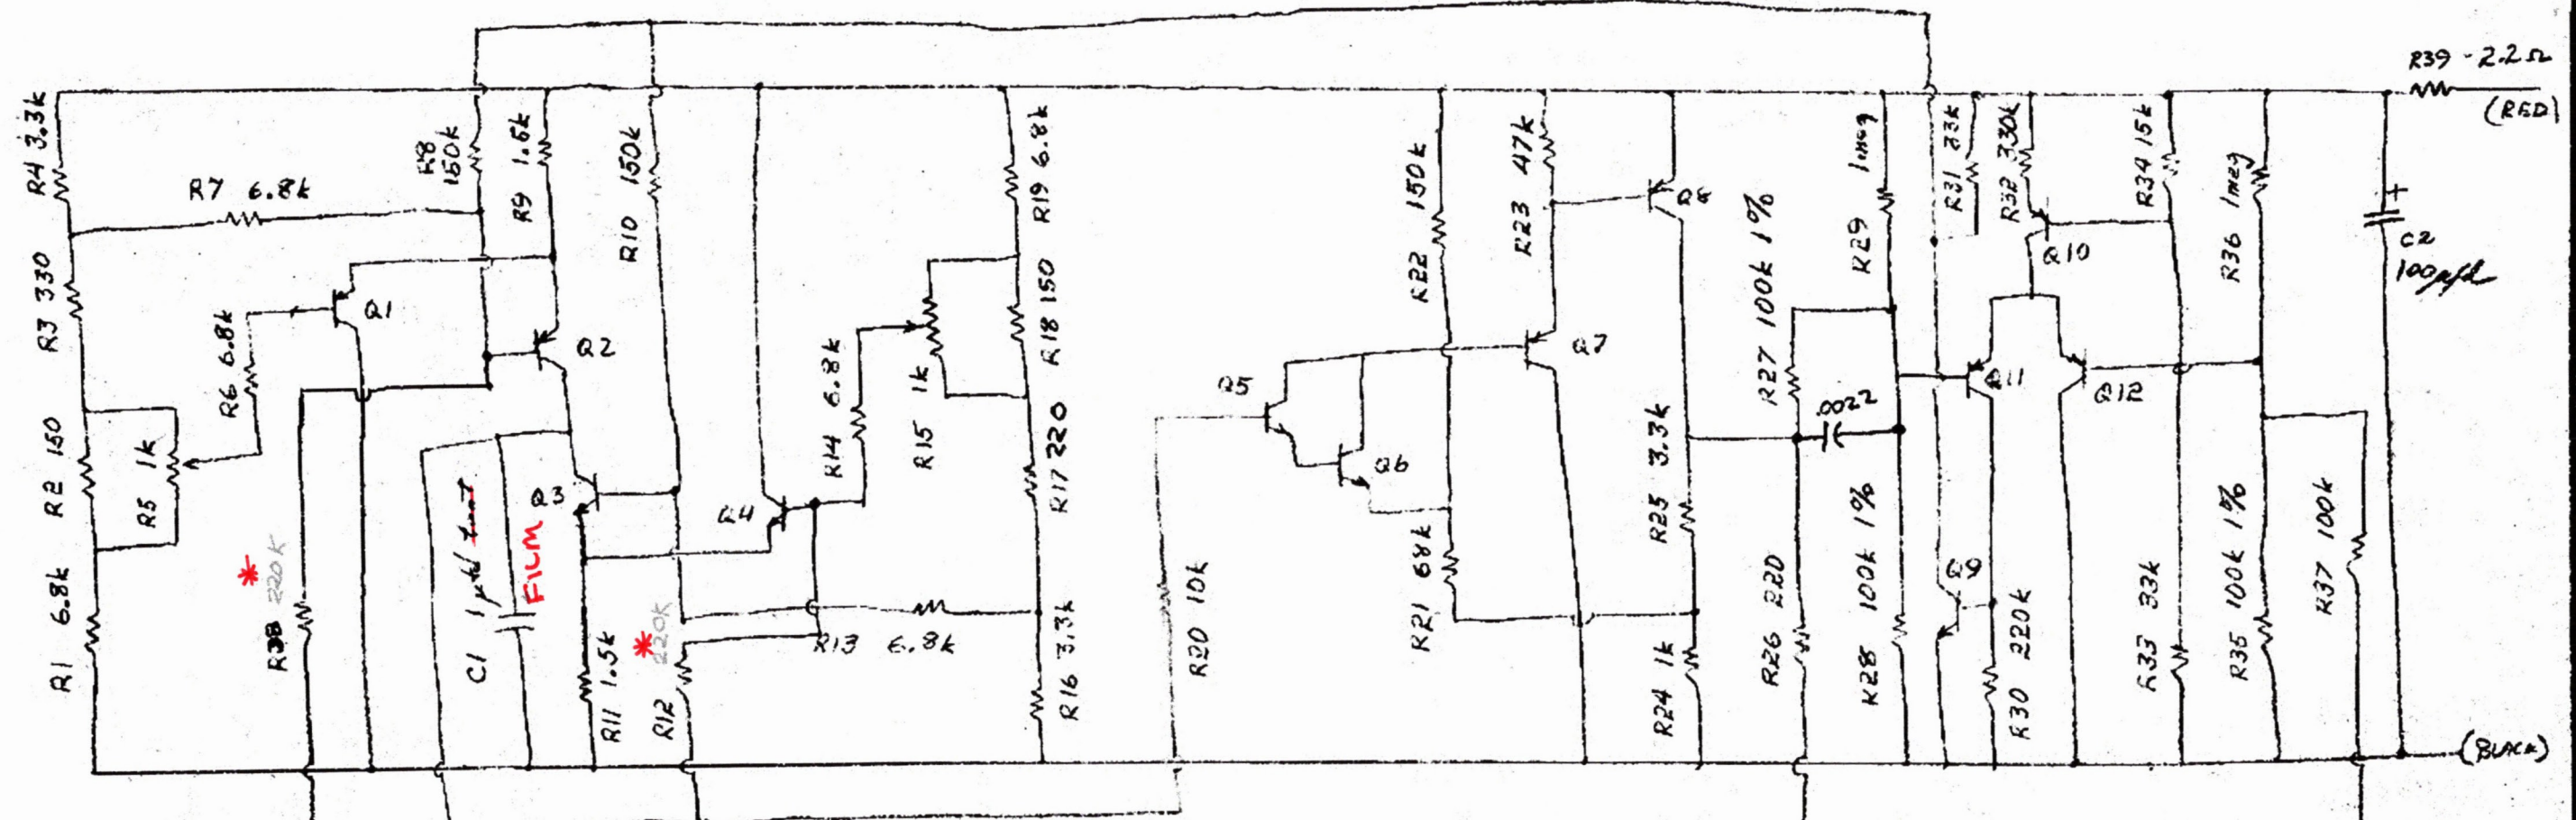 R39 - 2.2Ω
(RED)
R4 3.3k
R7 6.8k
R8
150k
R9 1.5k
R10 150k
R19 6.8k
R22 150k
R23 47k
Q8
R27 100k 1%
R29 1meg
R31 33k
R32 330k
R34 15k
R36 1meg
Q10
+
C2
100µfd
R3 330
Q1
R6 6.8k
Q2
R14 6.8k
R15 1k
R18 150
Q5
Q7
Q6
.0022
Q11
Q12
R2 150
R5 1k
Q3
Q4
R17 220
R25 3.3k
R1 6.8k
*
R38 220K
C1 1µfd tant
FILM
R11 1.5k
*
R12 220K
R13 6.8k
R16 3.3k
R20 10k
R21 68k
R24 1k
R26 220
R28 100k 1%
Q9
R30 220k
R33 33k
R35 100k 1%
R37 100k
(BLACK)